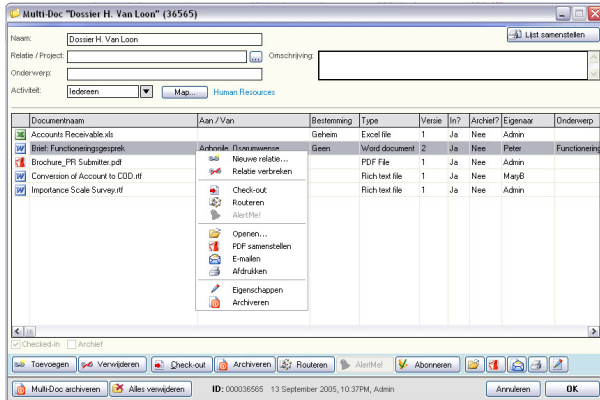 Multi-Doc "Dossier H. Van Loon" (36565)
Naam: Dossier H. Van Loon
Lijst samenstellen
Relatie / Project: ... Omschrijving:
Onderwerp:
Activiteit: Iedereen Map... Human Resources
Documentnaam Aan / Van Bestemming Type Versie In? Archief? Eigenaar Onderwerp
Accounts Receivable.xls Geheim Excel file 1 Ja Nee Admin
Brief: Functioneringsgesprek Geen Word document 2 Ja Nee Peter Functionering
Brochure_PR Submitter.pdf PDF File 1 Ja Nee Admin
Conversion of Account to COD.rtf Rich text file 1 Ja Nee MaryB
Importance Scale Survey.rtf Rich text file 1 Ja Nee Admin
Nieuwe relatie...
Relatie verbreken
Check-out
Routeren
AlertMe!
Openen...
PDF samenstellen
E-mailen
Afdrukken
Eigenschappen
Archiveren
Checked-in Archief
Toevoegen Verwijderen Check-out Archiveren Routeren AlertMe! Abonneren
Multi-Doc archiveren Alles verwijderen ID: 000036565 13 September 2005, 10:37PM, Admin Annuleren OK